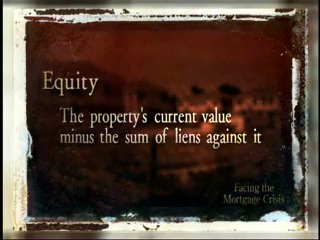 Equity
The property's current value
minus the sum of liens against it
Facing the
Mortgage Crisis